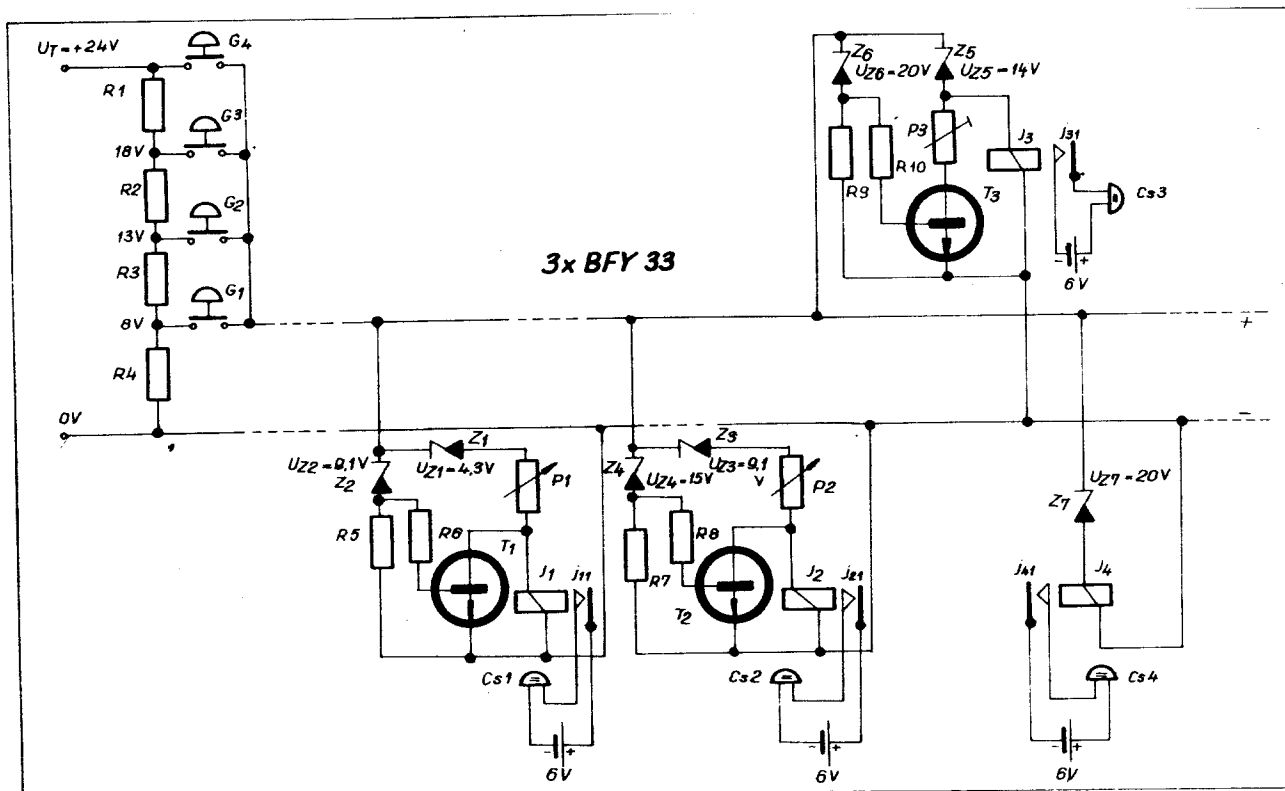 UT=+24V
G4
R1
G3
18V
R2
G2
13V
R3
G1
8V
R4
0V
3x BFY 33
Z6
UZ6=20V
Z5
UZ5=14V
P3
R9
R10
T3
J3
j31
Cs3
- +
6V
+
-
Z1
UZ1=4,3V
UZ2=9,1V
Z2
P1
R5
R6
T1
J1
j11
Cs1
- +
6V
Z3
UZ3=9,1
V
Z4
UZ4=15V
P2
R7
R8
T2
J2
j21
Cs2
- +
6V
UZ7=20V
Z7
j41
J4
Cs4
- +
6V